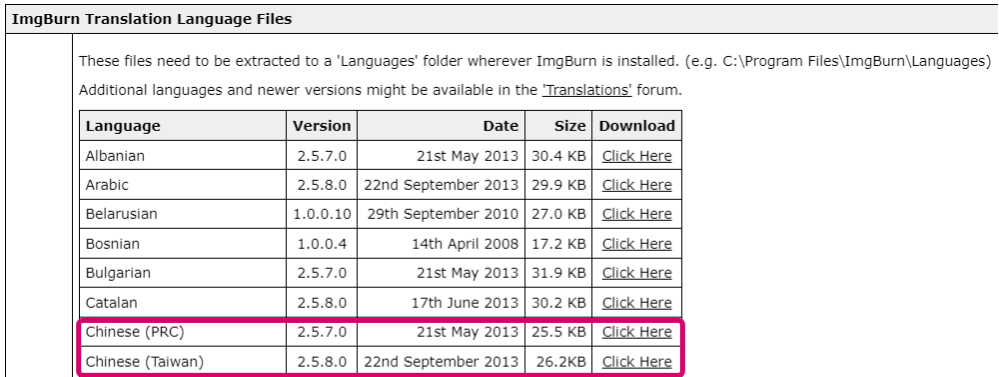 ImgBurn Translation Language Files
These files need to be extracted to a 'Languages' folder wherever ImgBurn is installed. (e.g. C:\Program Files\ImgBurn\Languages)
Additional languages and newer versions might be available in the 'Translations' forum.
Language Version Date Size Download
Albanian 2.5.7.0 21st May 2013 30.4 KB Click Here
Arabic 2.5.8.0 22nd September 2013 29.9 KB Click Here
Belarusian 1.0.0.10 29th September 2010 27.0 KB Click Here
Bosnian 1.0.0.4 14th April 2008 17.2 KB Click Here
Bulgarian 2.5.7.0 21st May 2013 31.9 KB Click Here
Catalan 2.5.8.0 17th June 2013 30.2 KB Click Here
Chinese (PRC) 2.5.7.0 21st May 2013 25.5 KB Click Here
Chinese (Taiwan) 2.5.8.0 22nd September 2013 26.2KB Click Here